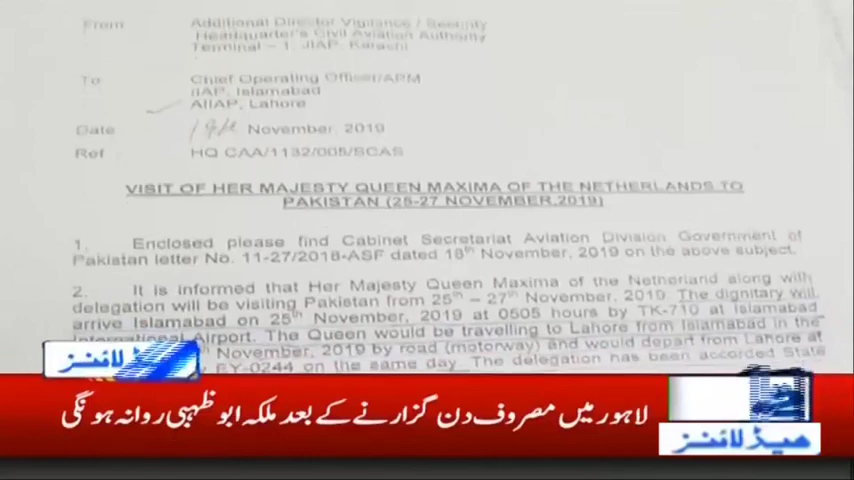 From Additional Director Vigilance / Security
Headquarter's Civil Aviation Authority
Terminal – 1, JIAP, Karachi
To Chief Operating Officer/APM
IIAP, Islamabad
AIIAP, Lahore
Date November, 2019
Ref HQ CAA/1132/005/SCAS
VISIT OF HER MAJESTY QUEEN MAXIMA OF THE NETHERLANDS TO
PAKISTAN (25-27 NOVEMBER,2019)
1. Enclosed please find Cabinet Secretariat Aviation Division Government of
Pakistan letter No. 11-27/2018-ASF dated 18th November, 2019 on the above subject.
2. It is informed that Her Majesty Queen Maxima of the Netherland along with
delegation will be visiting Pakistan from 25th – 27th November, 2019. The dignitary will
arrive Islamabad on 25th November, 2019 at 0505 hours by TK-710 at Islamabad
International Airport. The Queen would be travelling to Lahore from Islamabad in the
November, 2019 by road (motorway) and would depart from Lahore at
EY-0244 on the same day. The delegation has been accorded State
ہیڈلائنز
لاہور میں مصروف دن گزارنے کے بعد ملکہ ابوظہبی روانہ ہونگی
ہیڈلائنز